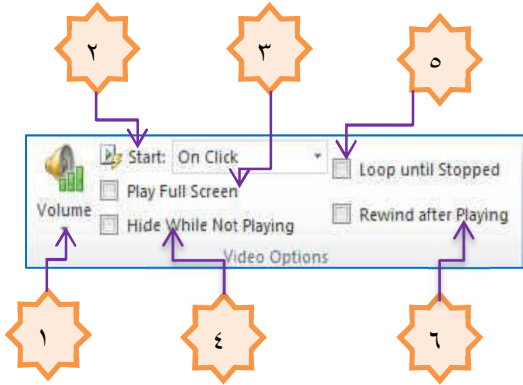 ٢ ٣ ٥
Start: On Click
Loop until Stopped
Play Full Screen
Volume
Rewind after Playing
Hide While Not Playing
Video Options
١ ٤ ٦